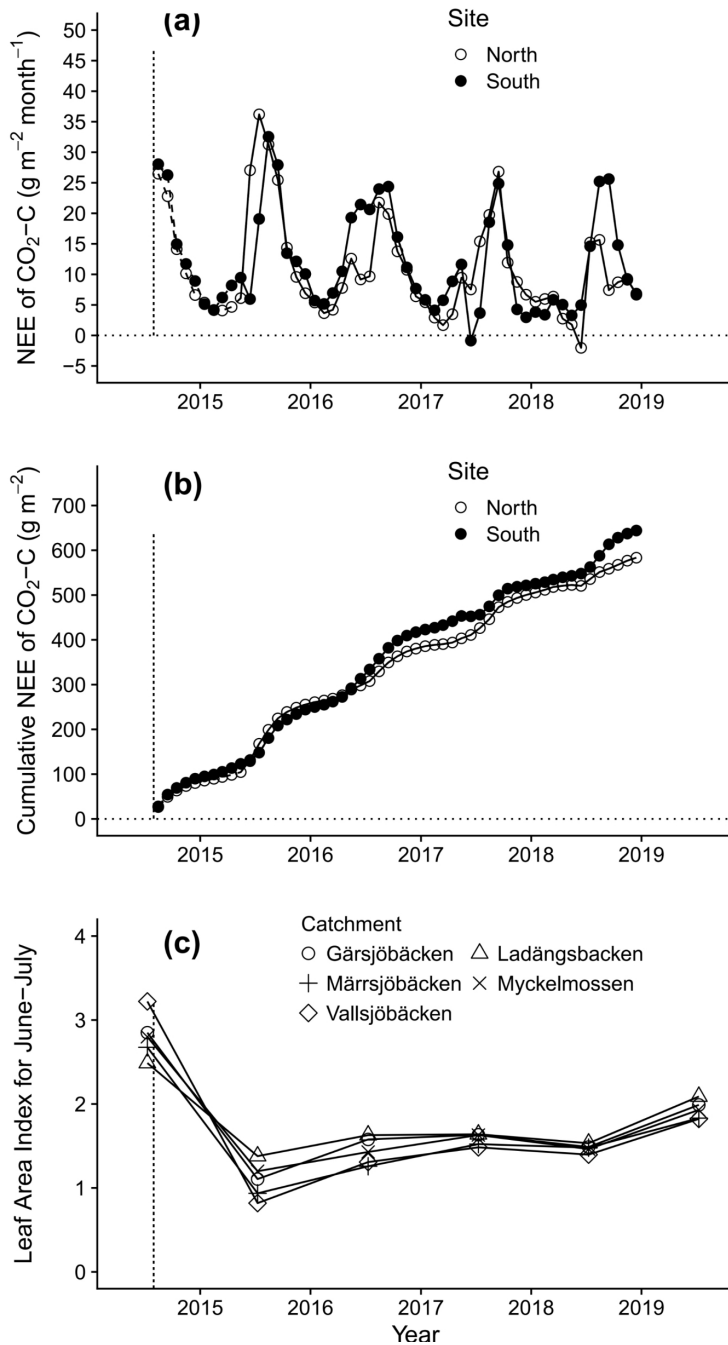 (a)
Site
North
South
NEE of CO₂−C (g m⁻² month⁻¹)
50
45
40
35
30
25
20
15
10
5
0
−5
2015 2016 2017 2018 2019
(b)
Site
North
South
Cumulative NEE of CO₂−C (g m⁻²)
700
600
500
400
300
200
100
0
2015 2016 2017 2018 2019
(c)
Catchment
Gärsjöbäcken Ladängsbacken
Märrsjöbäcken Myckelmossen
Vallsjöbäcken
Leaf Area Index for June−July
4
3
2
1
0
2015 2016 2017 2018 2019
Year